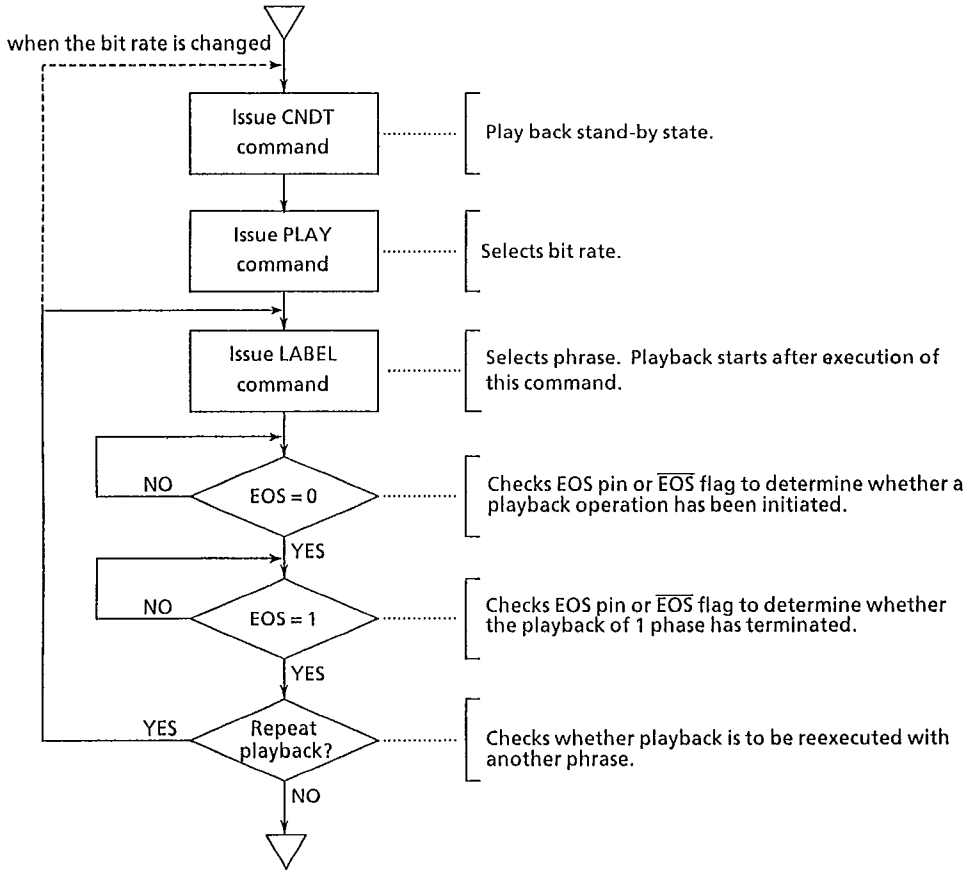 when the bit rate is changed
Issue CNDT
command
Play back stand-by state.
Issue PLAY
command
Selects bit rate.
Issue LABEL
command
Selects phrase. Playback starts after execution of
this command.
NO
EOS = 0
Checks EOS pin or E̅O̅S̅ flag to determine whether a
playback operation has been initiated.
YES
NO
EOS = 1
Checks EOS pin or E̅O̅S̅ flag to determine whether
the playback of 1 phase has terminated.
YES
YES
Repeat
playback?
Checks whether playback is to be reexecuted with
another phrase.
NO